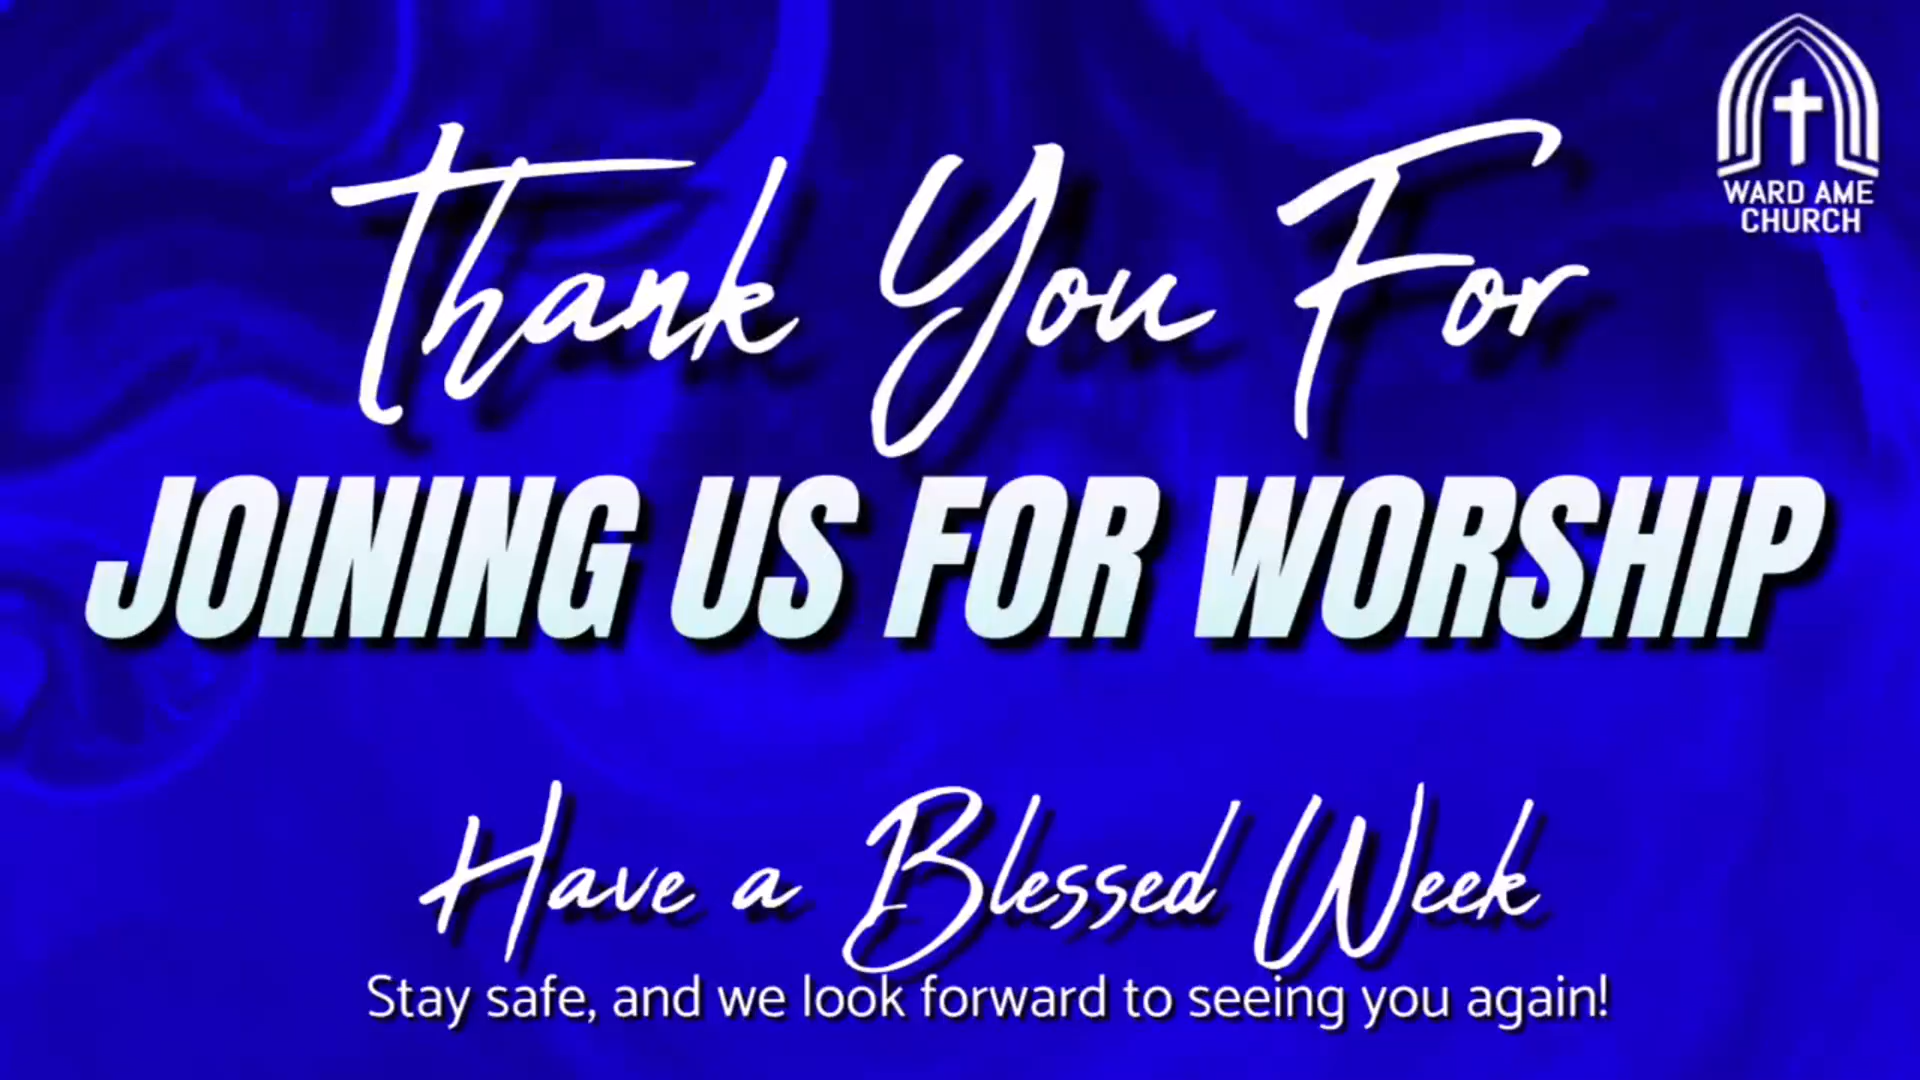 WARD AME
CHURCH
Thank You For
JOINING US FOR WORSHIP
Have a Blessed Week
Stay safe, and we look forward to seeing you again!